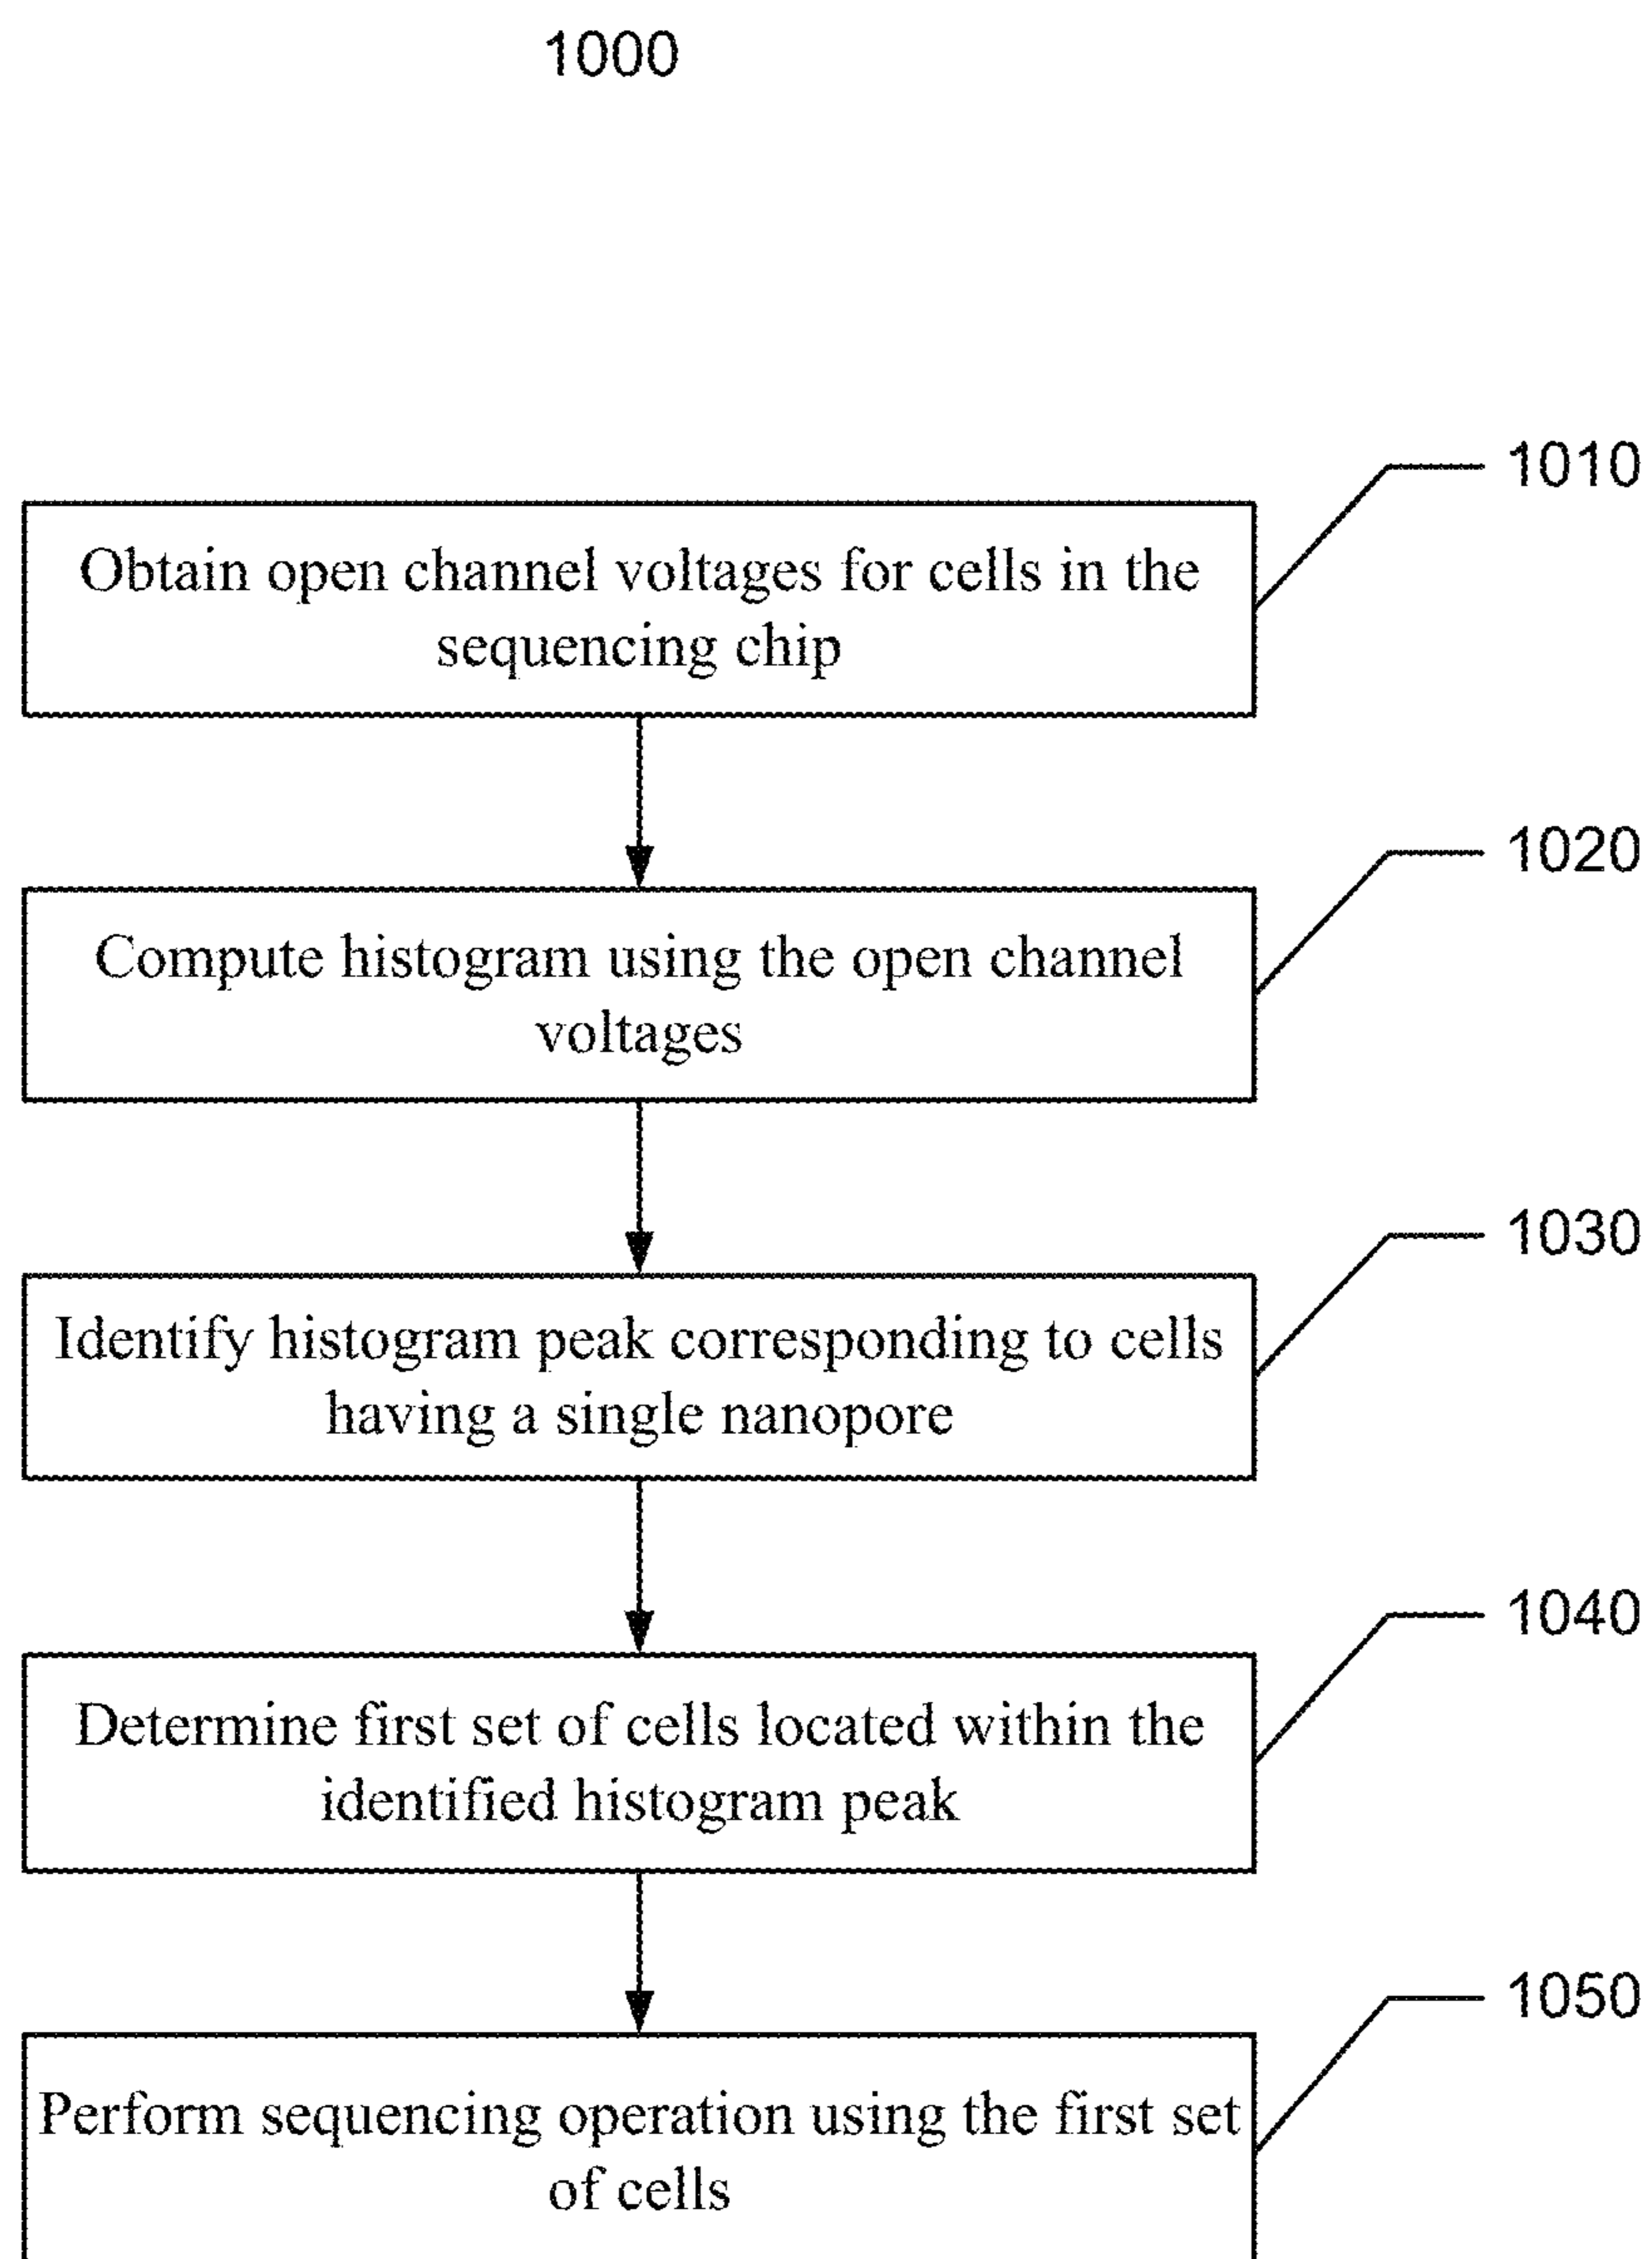 1000
1010
Obtain open channel voltages for cells in the
sequencing chip
1020
Compute histogram using the open channel
voltages
1030
Identify histogram peak corresponding to cells
having a single nanopore
1040
Determine first set of cells located within the
identified histogram peak
1050
Perform sequencing operation using the first set
of cells